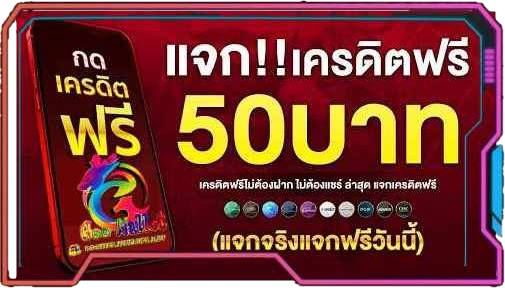 กด
เครดิต
ฟรี
แจก!!เครดิตฟรี
50บาท
เครดิตฟรีไม่ต้องฝาก ไม่ต้องแชร์ ล่าสุด แจกเครดิตฟรี
(แจกจริงแจกฟรีวันนี้)